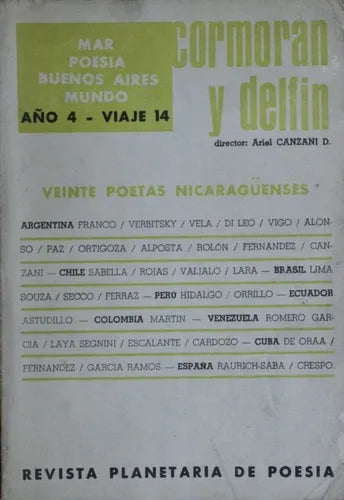 MAR
POESIA
BUENOS AIRES
MUNDO
AÑO 4 - VIAJE 14
cormoran
y delfin
director: Ariel CANZANI D.
VEINTE POETAS NICARAGÜENSES
ARGENTINA FRANCO / VERBITSKY / VELA / DI LEO / VIGO / ALON-
SO / PAZ / ORTIGOZA / ALPOSTA / ROLÓN / FERNANDEZ / CAN-
ZANI — CHILE SABELLA / ROJAS / VALJALO / LARA — BRASIL LIMA
SOUZA / SECCO / FERRAZ — PERÚ HIDALGO / ORRILLO — ECUADOR
ASTUDILLO — COLOMBIA MARTIN — VENEZUELA ROMERO GAR-
CIA / LAYA SEGNINI / ESCALANTE / CARDOZO — CUBA DE ORAA /
FERNANDEZ / GARCIA RAMOS — ESPAÑA RAURICH-SABA / CRESPO.
REVISTA PLANETARIA DE POESIA